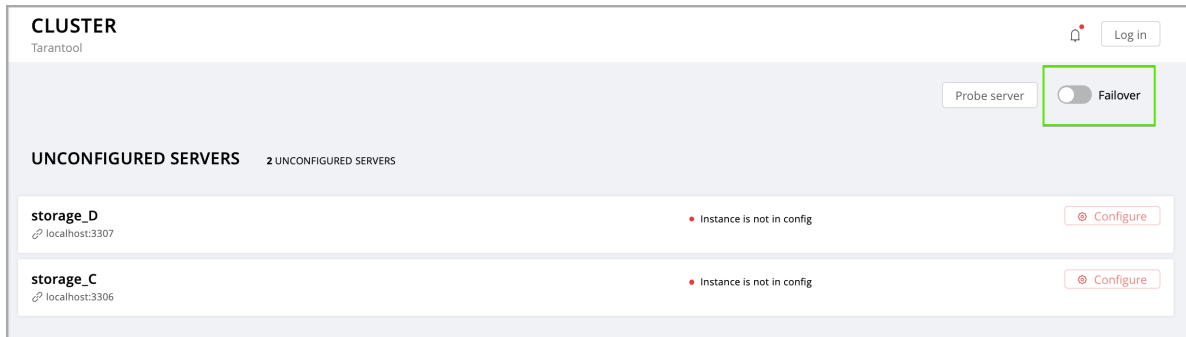 CLUSTER
Tarantool
Log in
Probe server
Failover
UNCONFIGURED SERVERS 2 UNCONFIGURED SERVERS
storage_D
localhost:3307
Instance is not in config
Configure
storage_C
localhost:3306
Instance is not in config
Configure